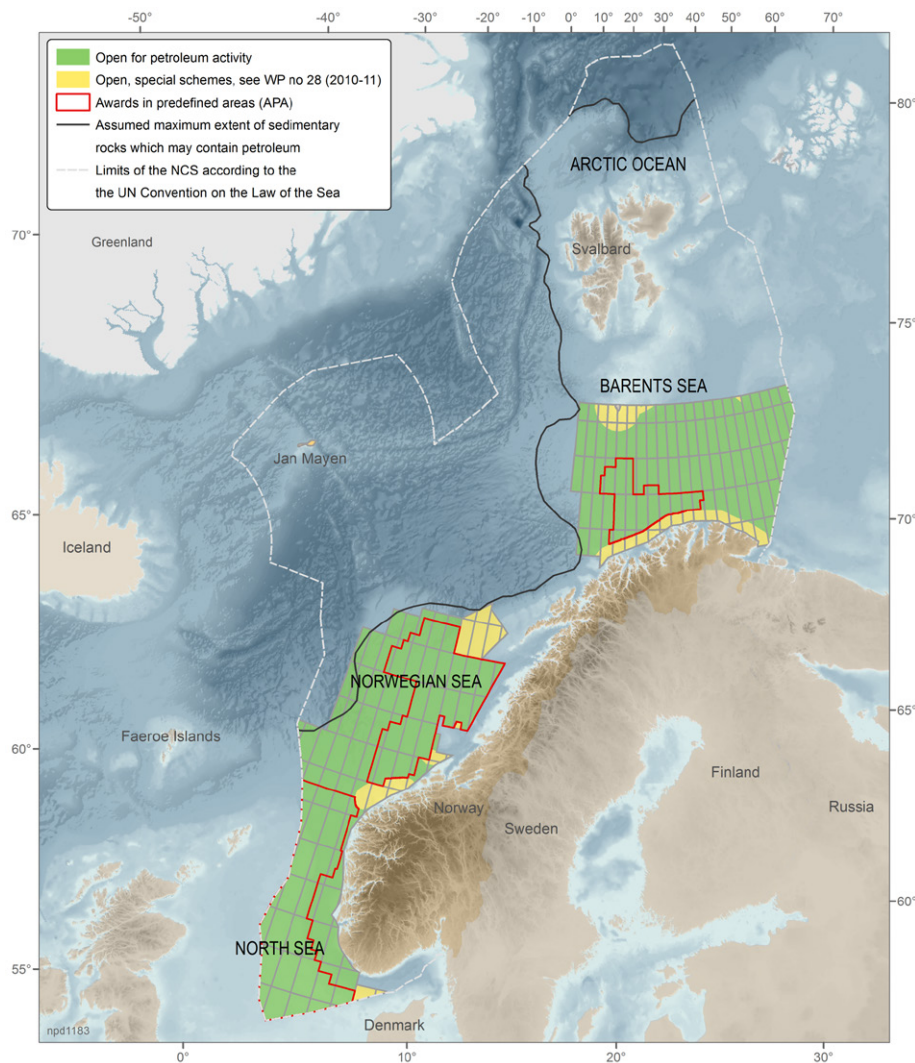 -50° -40° -30° -20° -10° 0° 10° 20° 30° 40° 50° 60° 70°
Open for petroleum activity
Open, special schemes, see WP no 28 (2010-11)
Awards in predefined areas (APA)
Assumed maximum extent of sedimentary
rocks which may contain petroleum
Limits of the NCS according to the
the UN Convention on the Law of the Sea
80°
ARCTIC OCEAN
70°
Greenland
Svalbard
75°
BARENTS SEA
Jan Mayen
65°
70°
Iceland
NORWEGIAN SEA
65°
Faeroe Islands
60°
Finland
Norway
Russia
Sweden
60°
NORTH SEA
55°
Denmark
npd1183
0° 10° 20° 30°